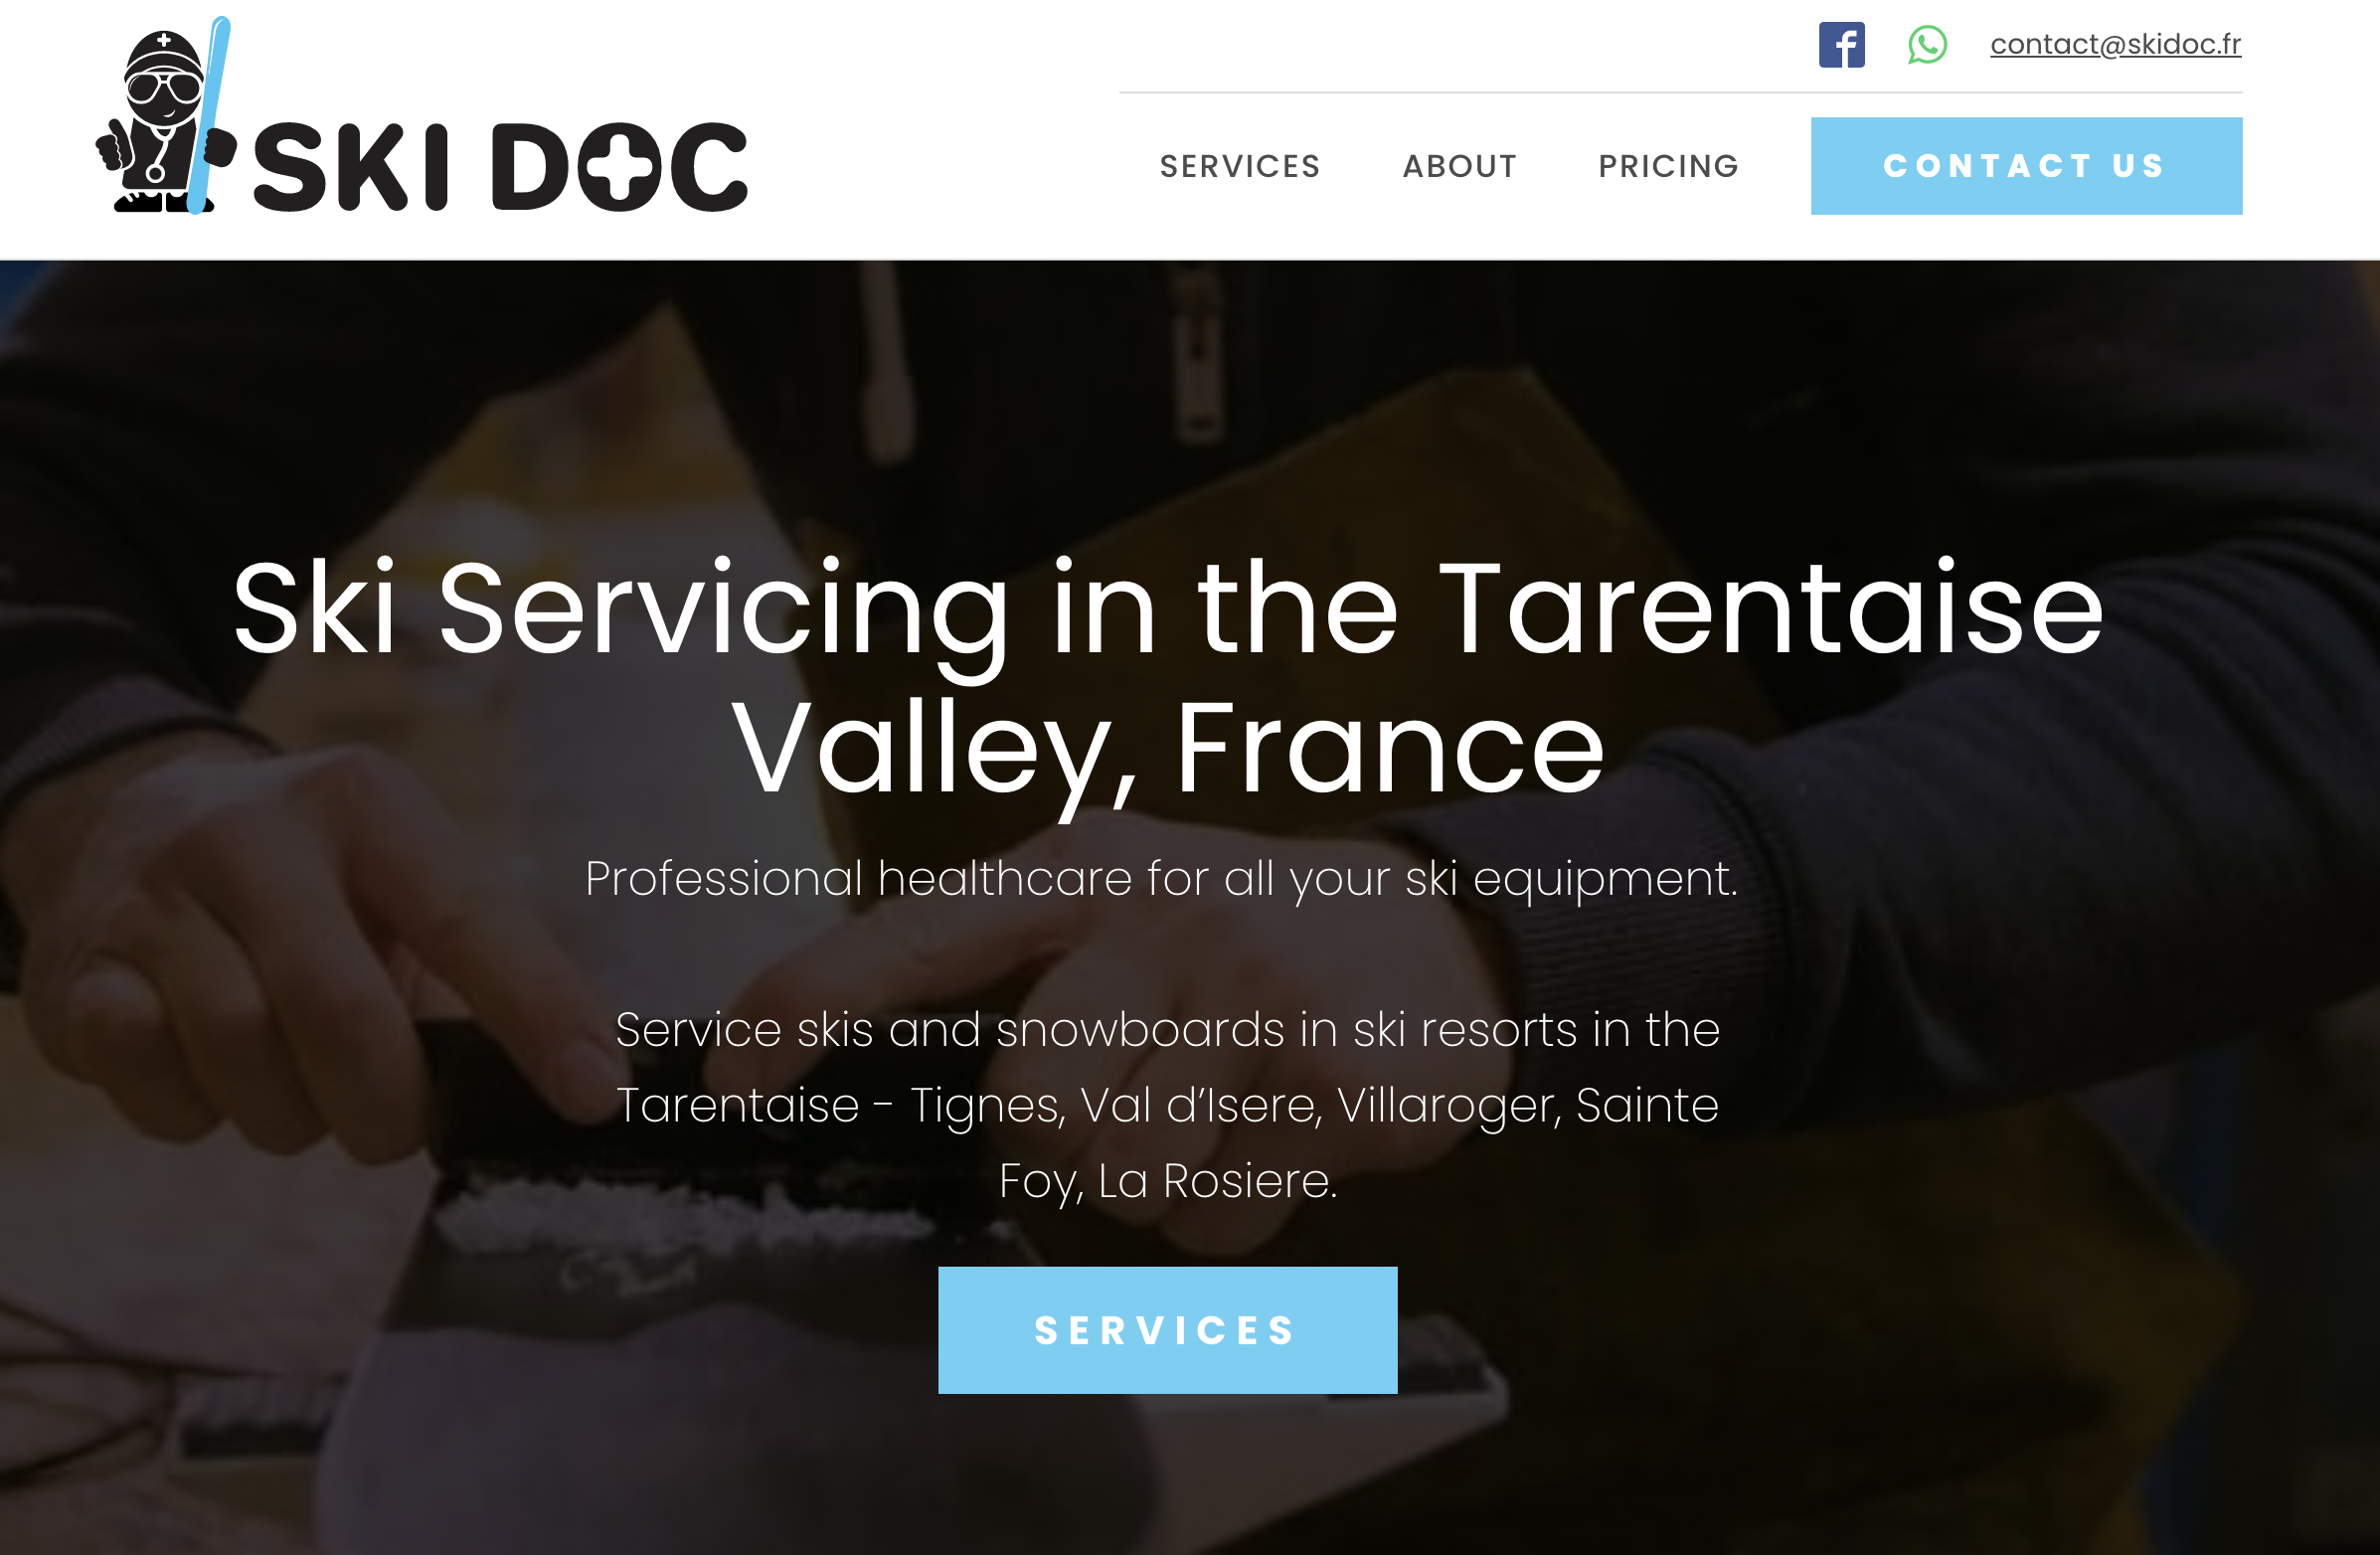 SKI DOC
contact@skidoc.fr
SERVICES
ABOUT
PRICING
CONTACT US
Ski Servicing in the Tarentaise
Valley, France
Professional healthcare for all your ski equipment.
Service skis and snowboards in ski resorts in the
Tarentaise - Tignes, Val d’Isere, Villaroger, Sainte
Foy, La Rosiere.
SERVICES